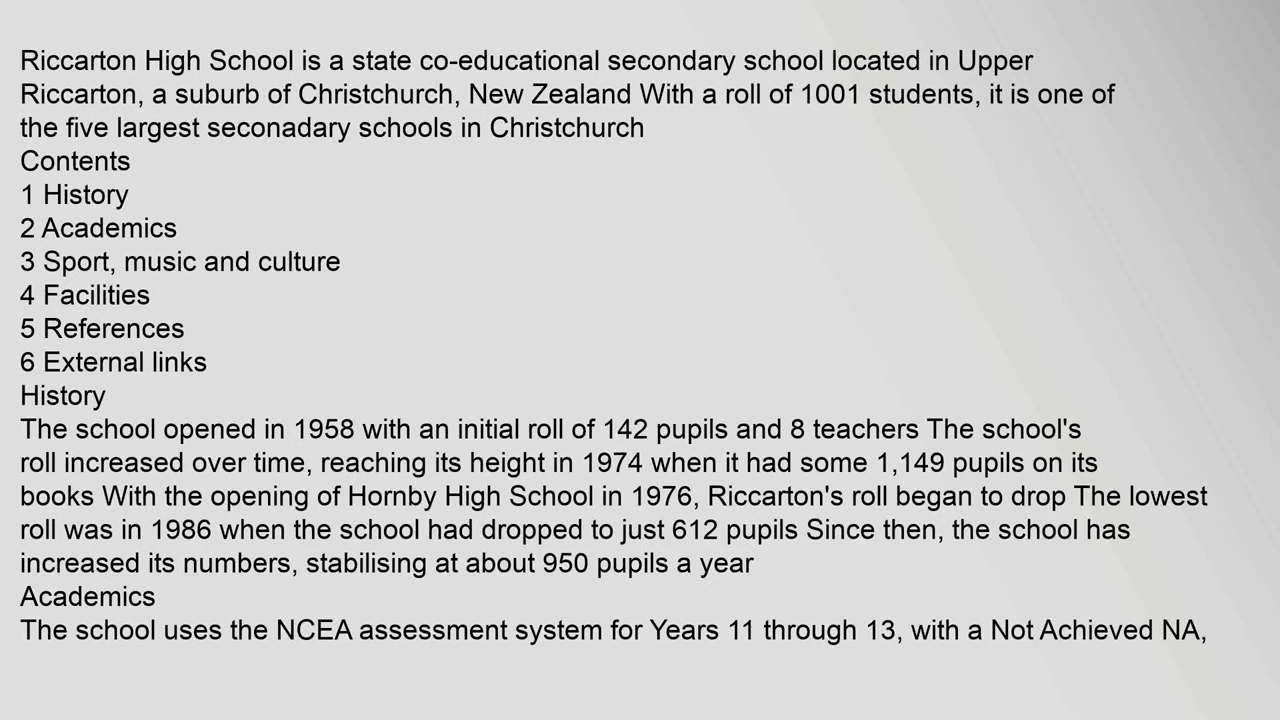 Riccarton High School is a state co-educational secondary school located in Upper
Riccarton, a suburb of Christchurch, New Zealand With a roll of 1001 students, it is one of
the five largest seconadary schools in Christchurch
Contents
1 History
2 Academics
3 Sport, music and culture
4 Facilities
5 References
6 External links
History
The school opened in 1958 with an initial roll of 142 pupils and 8 teachers The school's
roll increased over time, reaching its height in 1974 when it had some 1,149 pupils on its
books With the opening of Hornby High School in 1976, Riccarton's roll began to drop The lowest
roll was in 1986 when the school had dropped to just 612 pupils Since then, the school has
increased its numbers, stabilising at about 950 pupils a year
Academics
The school uses the NCEA assessment system for Years 11 through 13, with a Not Achieved NA,